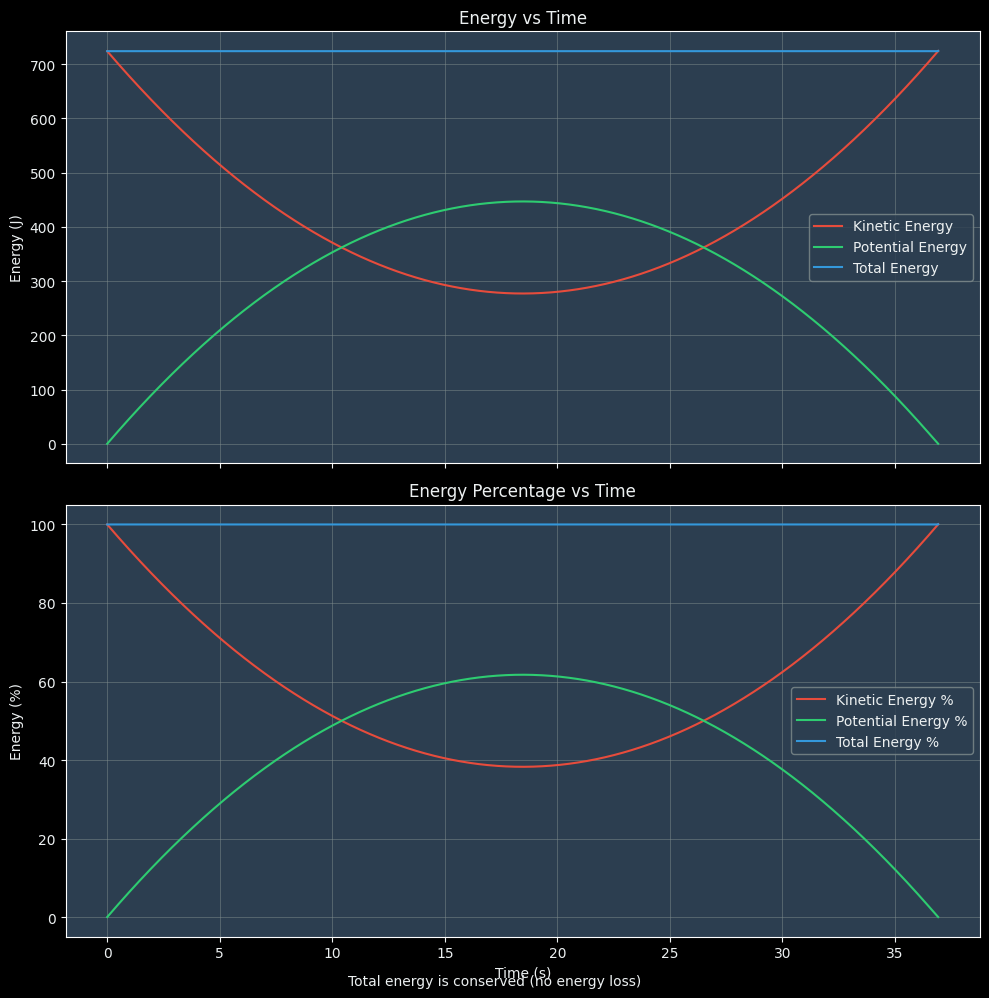 Energy vs Time
Energy (J)
700
600
500
400
300
200
100
0
Kinetic Energy
Potential Energy
Total Energy
Energy Percentage vs Time
Energy (%)
100
80
60
40
20
0
Kinetic Energy %
Potential Energy %
Total Energy %
0 5 10 15 20 25 30 35
Time (s)
Total energy is conserved (no energy loss)